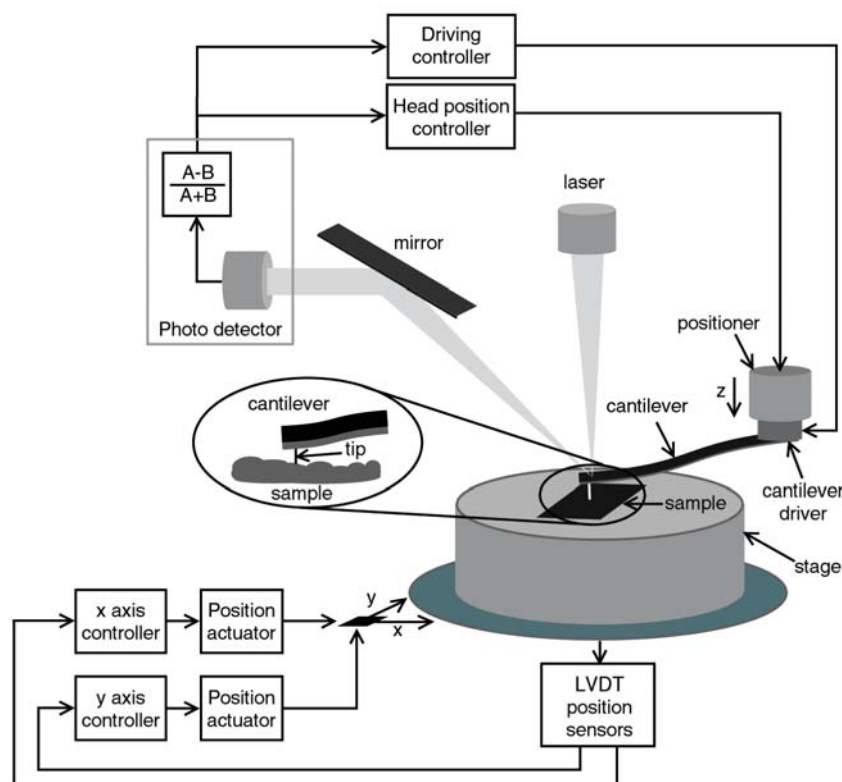 Driving
controller
Head position
controller
A-B
A+B
laser
mirror
Photo detector
positioner
z
cantilever
cantilever
tip
sample
sample
cantilever
driver
stage
x axis
controller
Position
actuator
y
x
y axis
controller
Position
actuator
LVDT
position
sensors